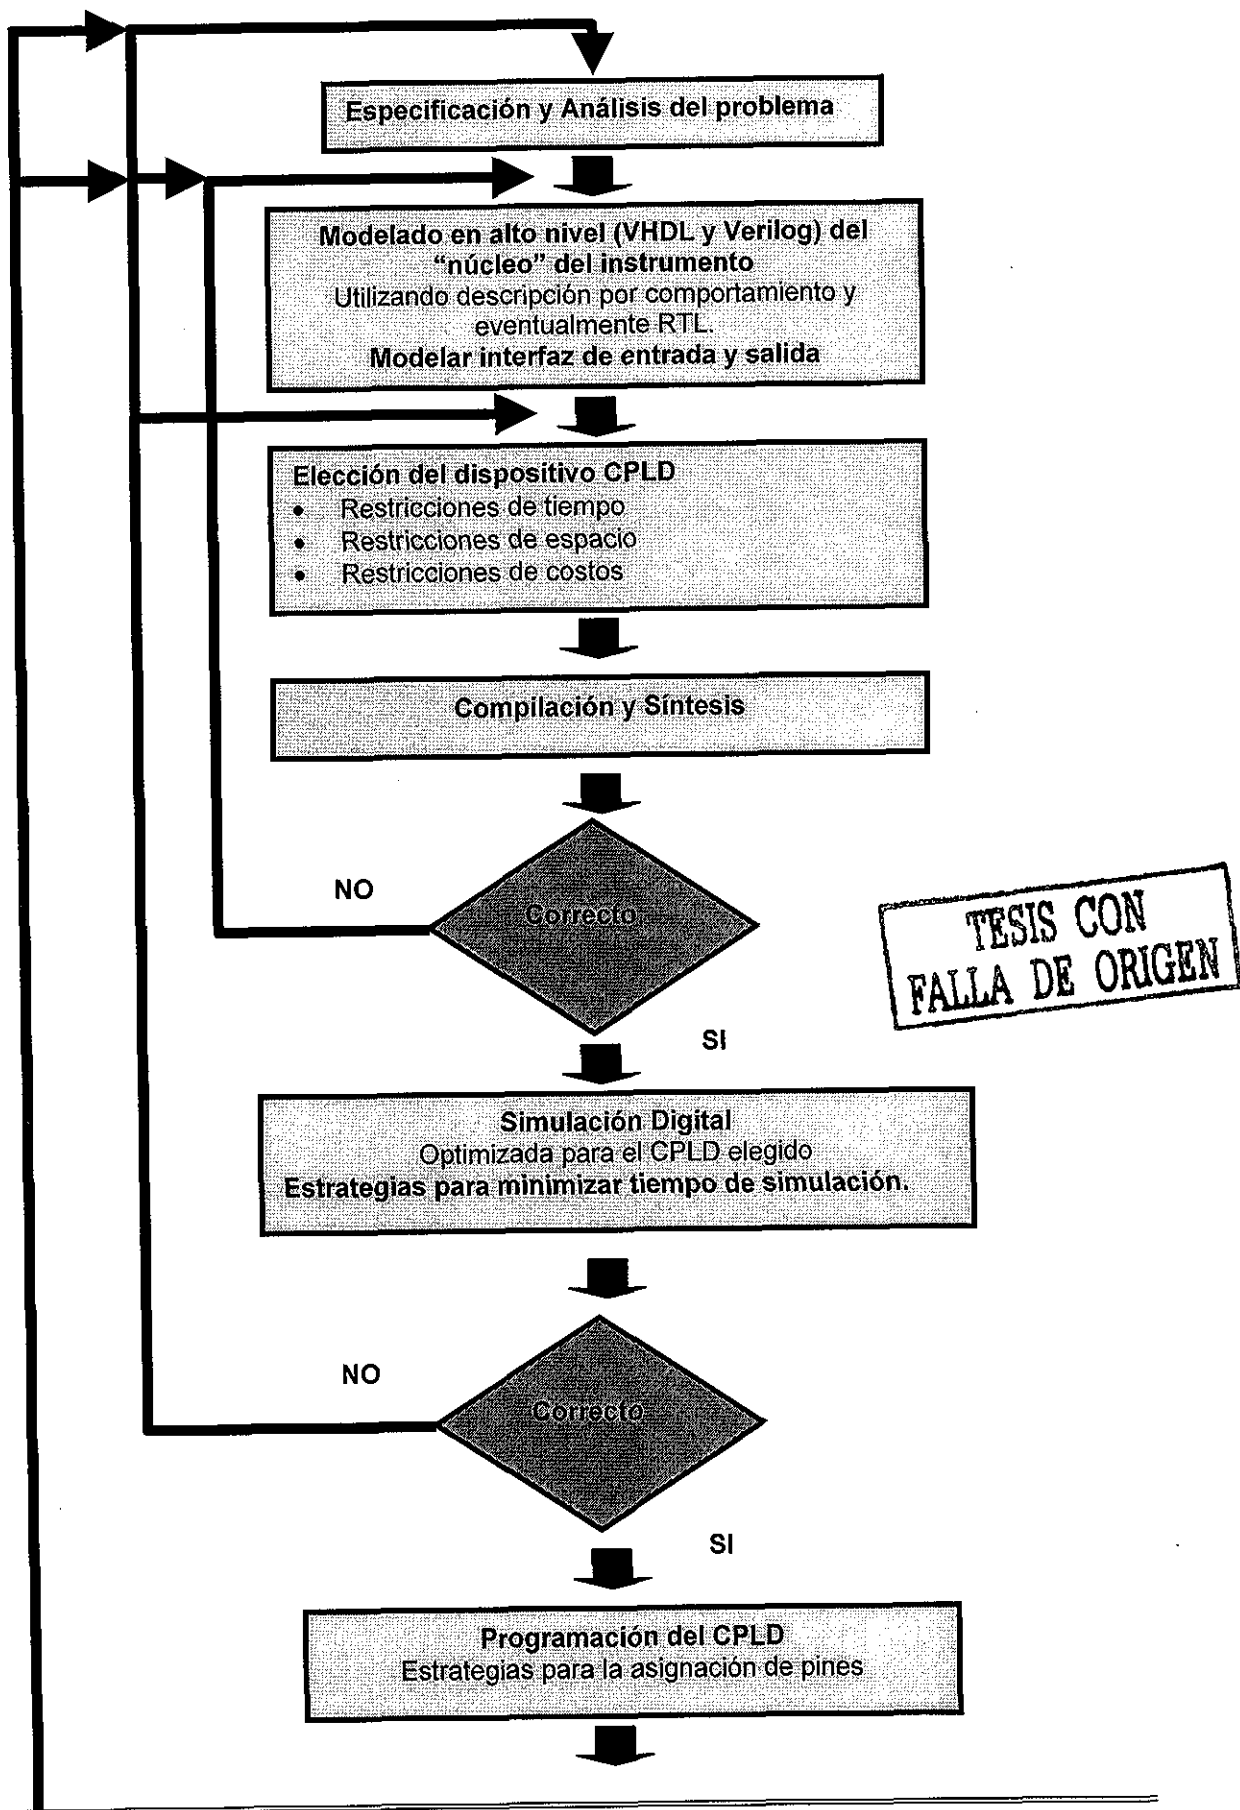 Especificación y Análisis del problema
Modelado en alto nivel (VHDL y Verilog) del
“núcleo” del instrumento
Utilizando descripción por comportamiento y
eventualmente RTL.
Modelar interfaz de entrada y salida
Elección del dispositivo CPLD
• Restricciones de tiempo
• Restricciones de espacio
• Restricciones de costos
Compilación y Síntesis
NO
Correcto
TESIS CON
FALLA DE ORIGEN
SI
Simulación Digital
Optimizada para el CPLD elegido
Estrategias para minimizar tiempo de simulación.
NO
Correcto
SI
Programación del CPLD
Estrategias para la asignación de pines